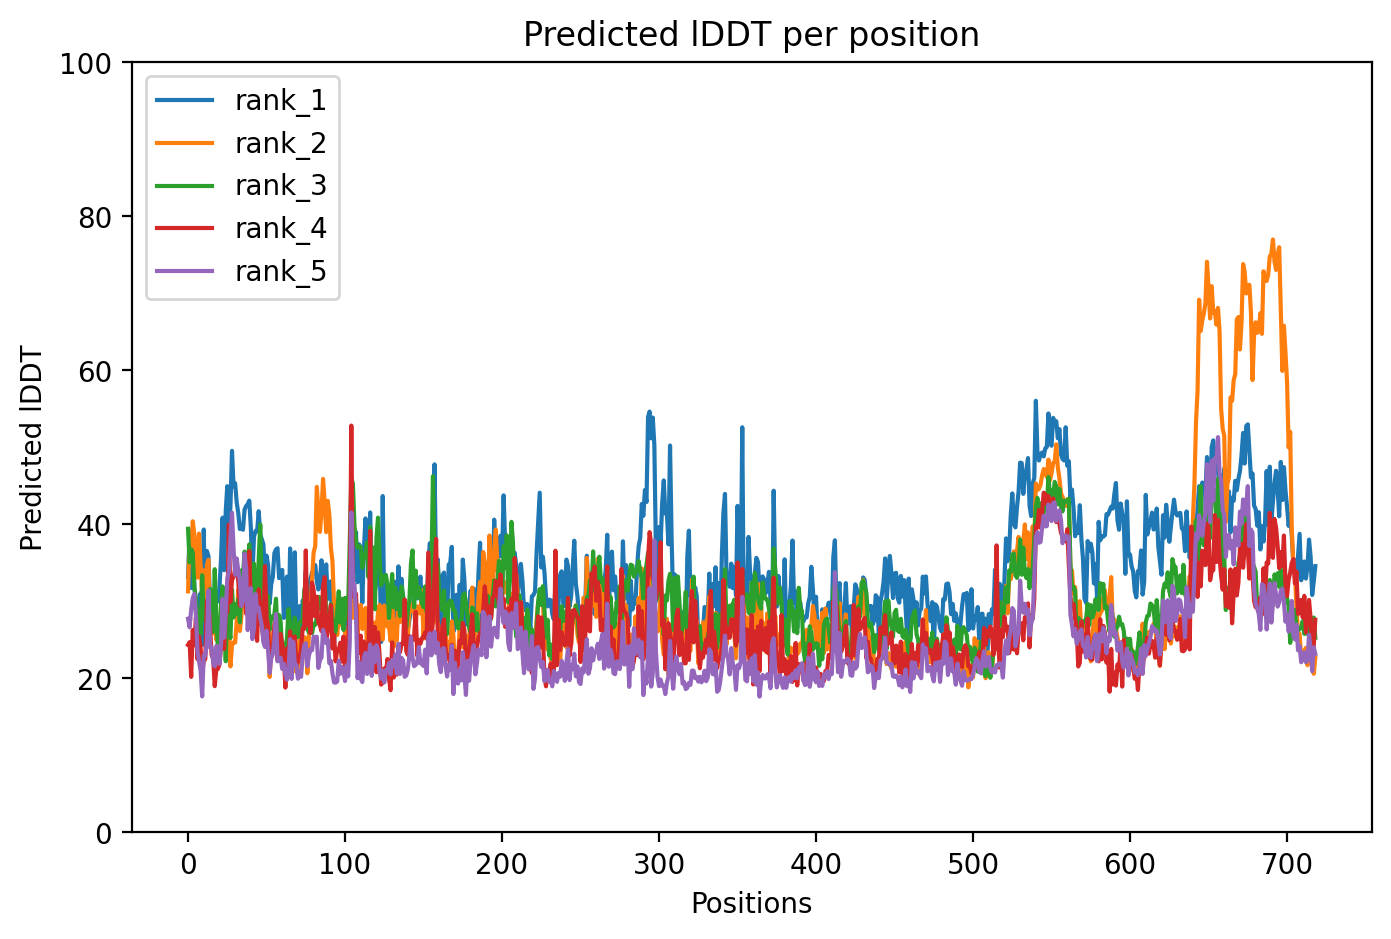 Predicted lDDT per position
100
80
60
40
20
0
Predicted lDDT
rank_1
rank_2
rank_3
rank_4
rank_5
0 100 200 300 400 500 600 700
Positions